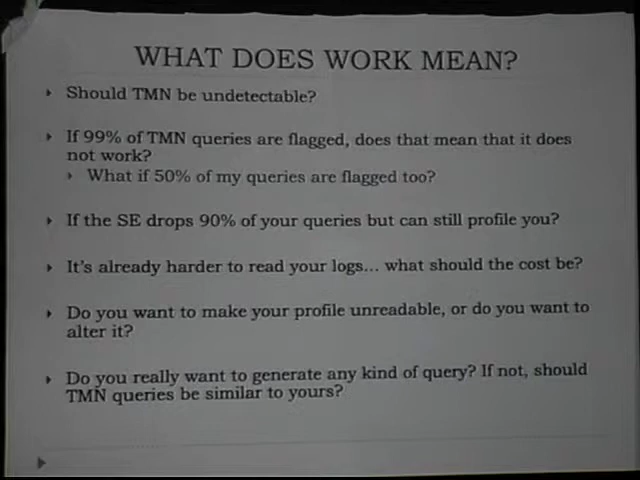 WHAT DOES WORK MEAN?
Should TMN be undetectable?
If 99% of TMN queries are flagged, does that mean that it does
not work?
What if 50% of my queries are flagged too?
If the SE drops 90% of your queries but can still profile you?
It's already harder to read your logs... what should the cost be?
Do you want to make your profile unreadable, or do you want to
alter it?
Do you really want to generate any kind of query? If not, should
TMN queries be similar to yours?